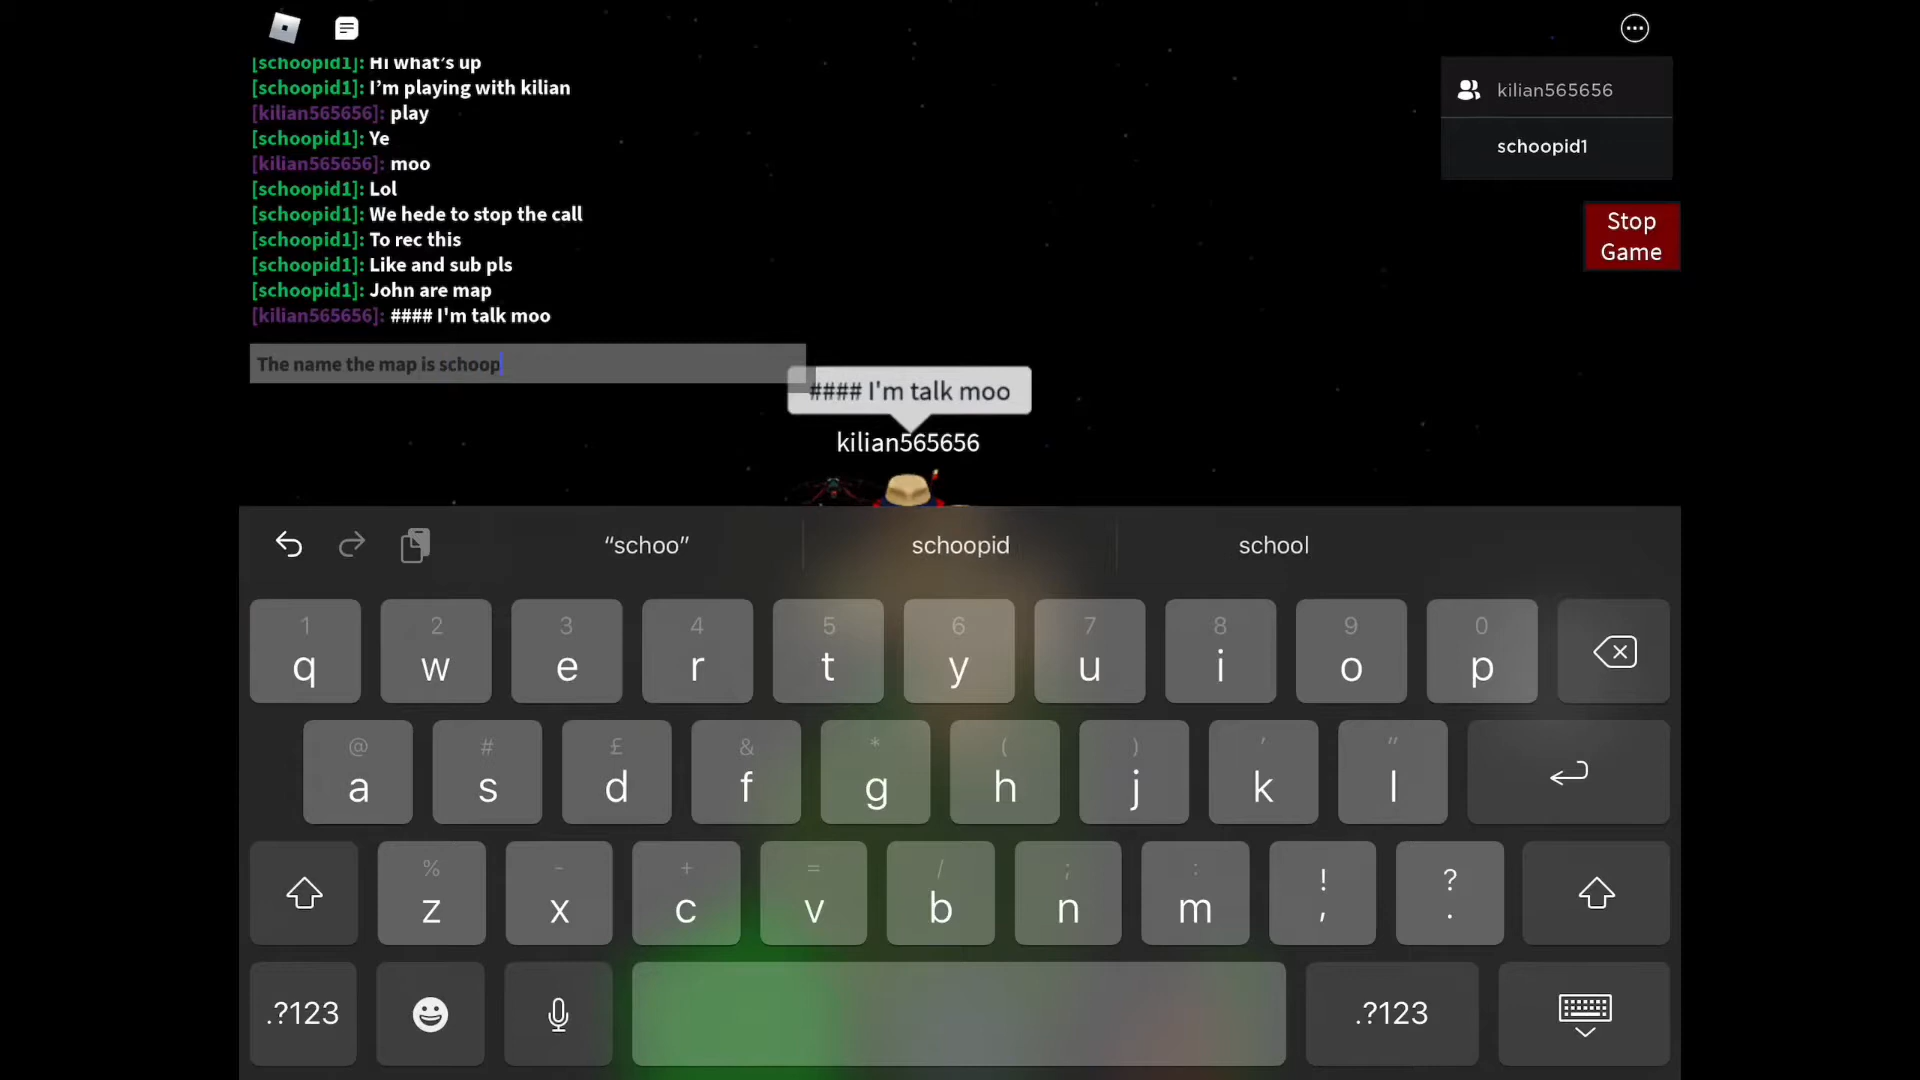 [schoopid1]: Hi what's up
[schoopid1]: I'm playing with kilian
[kilian565656]: play
[schoopid1]: Ye
[kilian565656]: moo
[schoopid1]: Lol
[schoopid1]: We hede to stop the call
[schoopid1]: To rec this
[schoopid1]: Like and sub pls
[schoopid1]: John are map
[kilian565656]: #### I'm talk moo
The name the map is schoop
kilian565656
schoopid1
Stop
Game
#### I'm talk moo
kilian565656
“schoo” schoopid school
1 2 3 4 5 6 7 8 9 0
q w e r t y u i o p
@ # £ & * ( ) ' "
a s d f g h j k l
% - + = / ; : ! ?
z x c v b n m , .
.?123 .?123